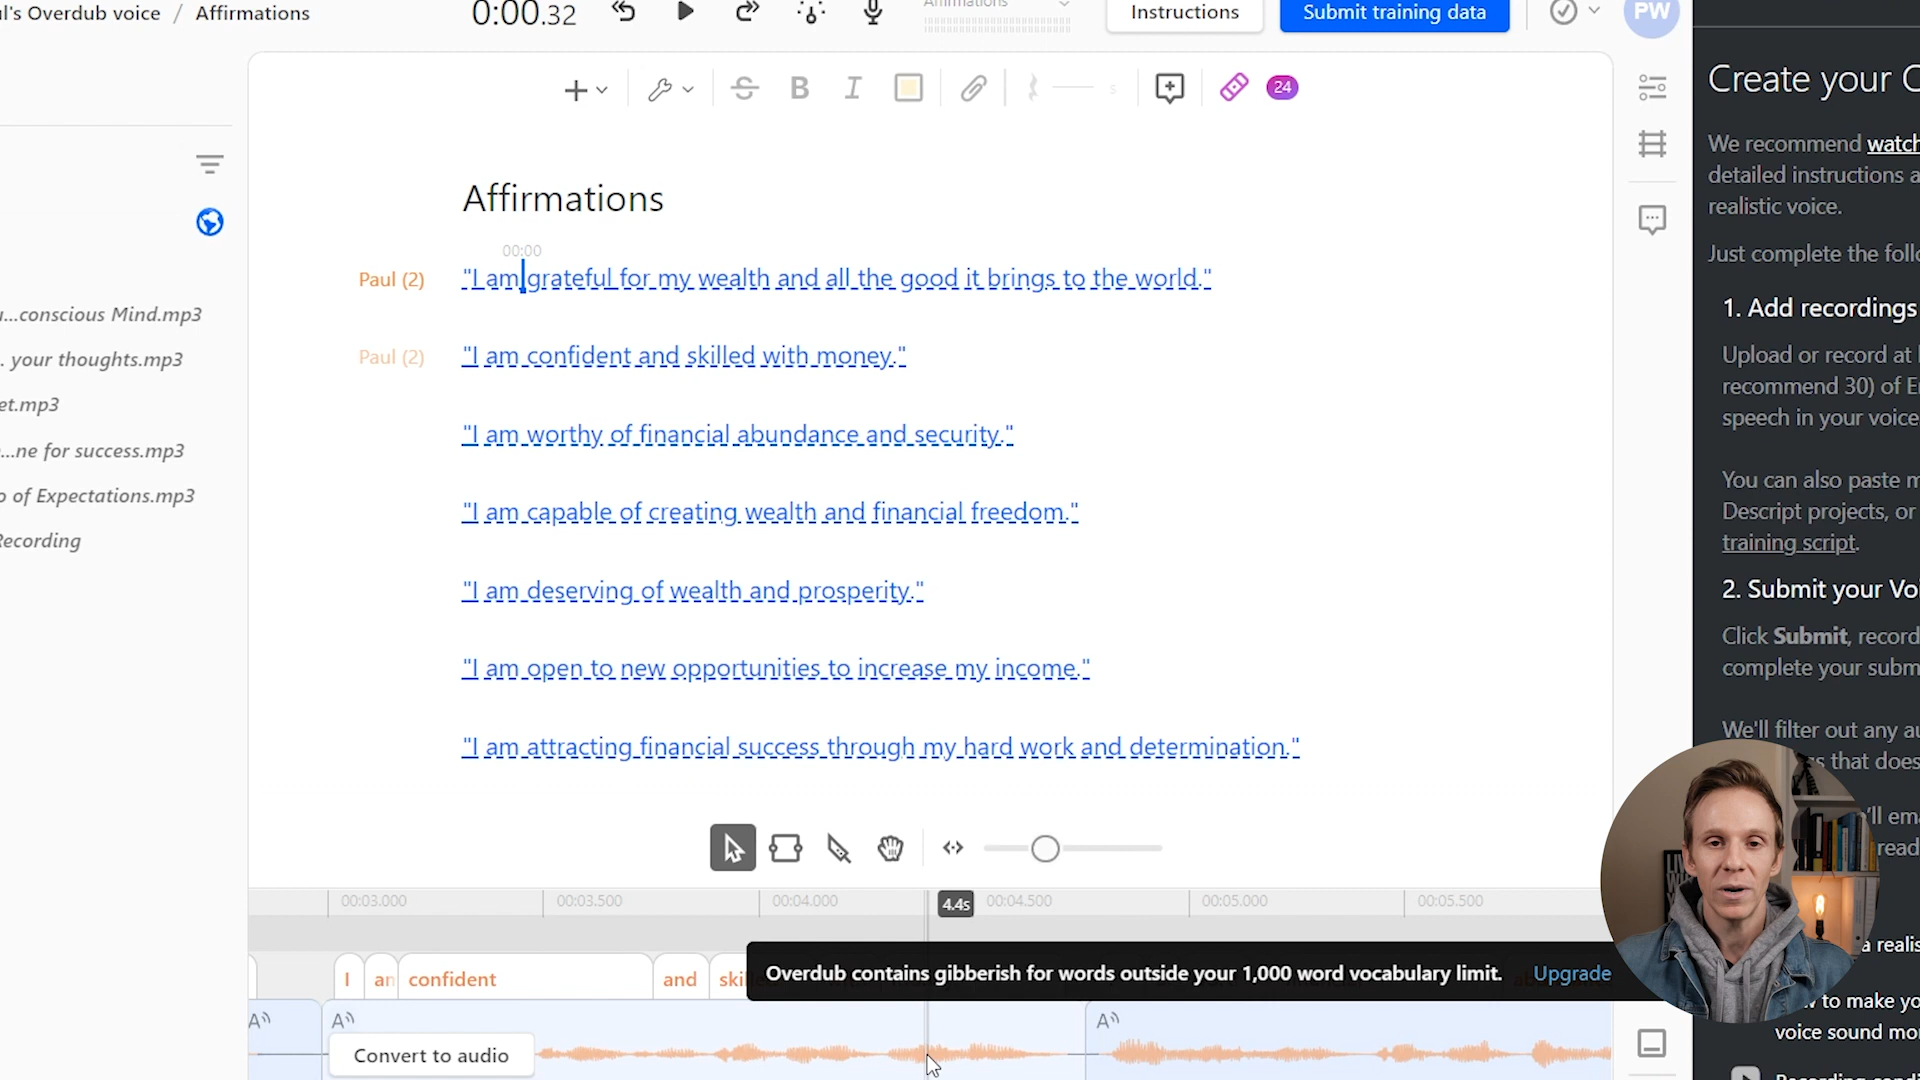 l's Overdub voice / Affirmations
0:00.32
Affirmations
Instructions
Submit training data
PW
24
Affirmations
00:00
Paul (2)
"I am grateful for my wealth and all the good it brings to the world."
Paul (2)
"I am confident and skilled with money."
"I am worthy of financial abundance and security."
"I am capable of creating wealth and financial freedom."
"I am deserving of wealth and prosperity."
"I am open to new opportunities to increase my income."
"I am attracting financial success through my hard work and determination."
...conscious Mind.mp3
. your thoughts.mp3
et.mp3
...ne for success.mp3
o of Expectations.mp3
Recording
Create your C
We recommend watch
detailed instructions a
realistic voice.
Just complete the follo
1. Add recordings
Upload or record at l
recommend 30) of E
speech in your voice
You can also paste m
Descript projects, or
training script.
2. Submit your Voi
Click Submit, record
complete your subm
We'll filter out any au
s that does
'll ema
read
a realis
to make yo
voice sound mor
00:03.000
00:03.500
00:04.000
4.4s
00:04.500
00:05.000
00:05.500
I
an
confident
and
ski
Overdub contains gibberish for words outside your 1,000 word vocabulary limit. Upgrade
Convert to audio